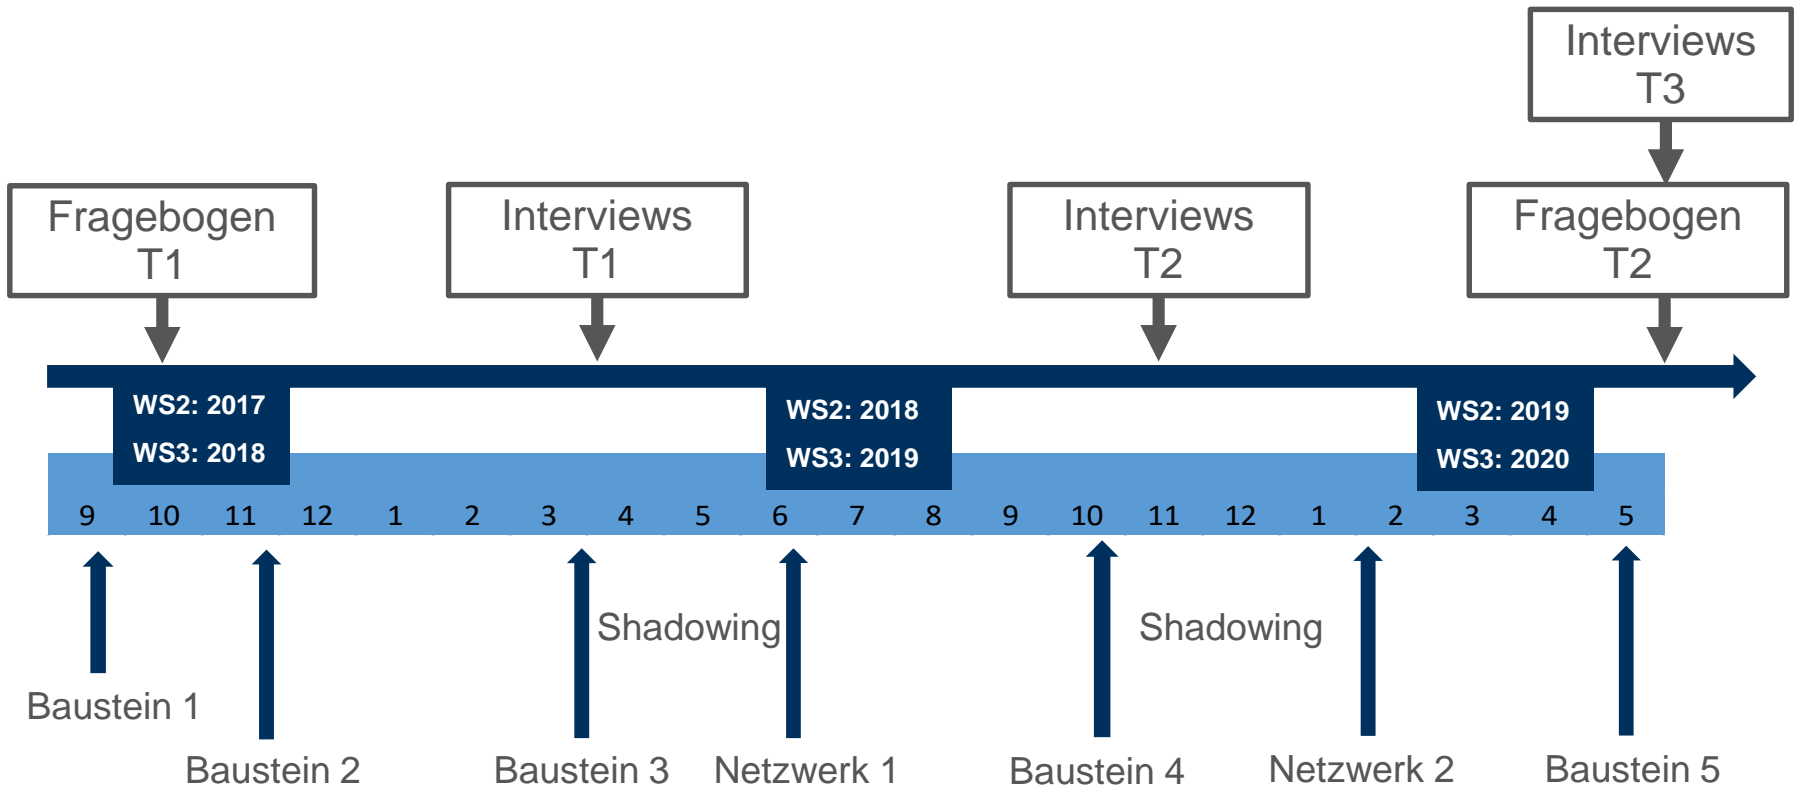 Interviews
T3
Fragebogen
T1
Interviews
T1
Interviews
T2
Fragebogen
T2
WS2: 2017
WS3: 2018
WS2: 2018
WS3: 2019
WS2: 2019
WS3: 2020
9 10 11 12 1 2 3 4 5 6 7 8 9 10 11 12 1 2 3 4 5
Shadowing
Shadowing
Baustein 1
Baustein 2
Baustein 3
Netzwerk 1
Baustein 4
Netzwerk 2
Baustein 5